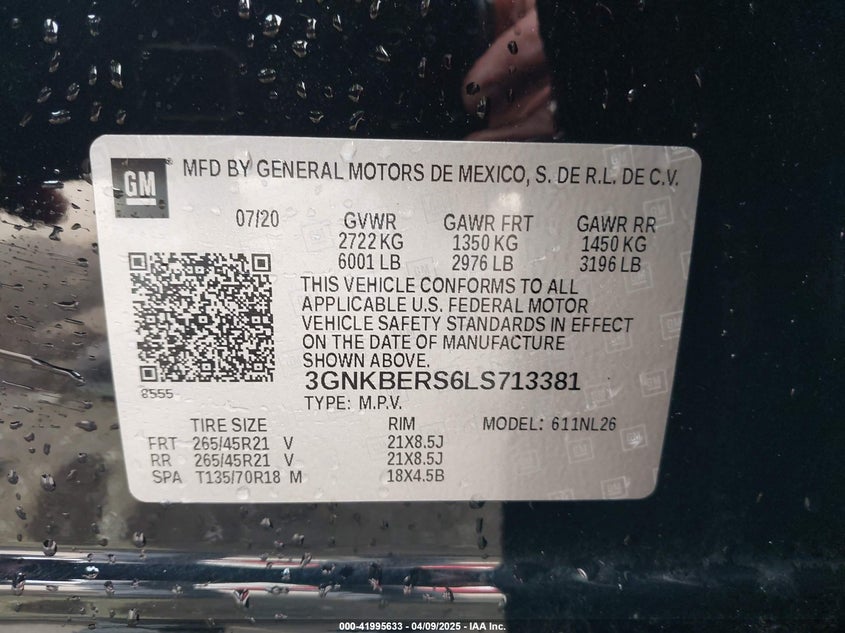 GM MFD BY GENERAL MOTORS DE MEXICO, S. DE R.L. DE C.V.
07/20 GVWR GAWR FRT GAWR RR
2722 KG 1350 KG 1450 KG
6001 LB 2976 LB 3196 LB
THIS VEHICLE CONFORMS TO ALL
APPLICABLE U.S. FEDERAL MOTOR
VEHICLE SAFETY STANDARDS IN EFFECT
ON THE DATE OF MANUFACTURE
SHOWN ABOVE.
3GNKBERS6LS713381
8555 TYPE: M.P.V.
TIRE SIZE RIM MODEL: 611NL26
FRT 265/45R21 V 21X8.5J
RR 265/45R21 V 21X8.5J
SPA T135/70R18 M 18X4.5B
000-41995633 - 04/09/2025 - IAA Inc.